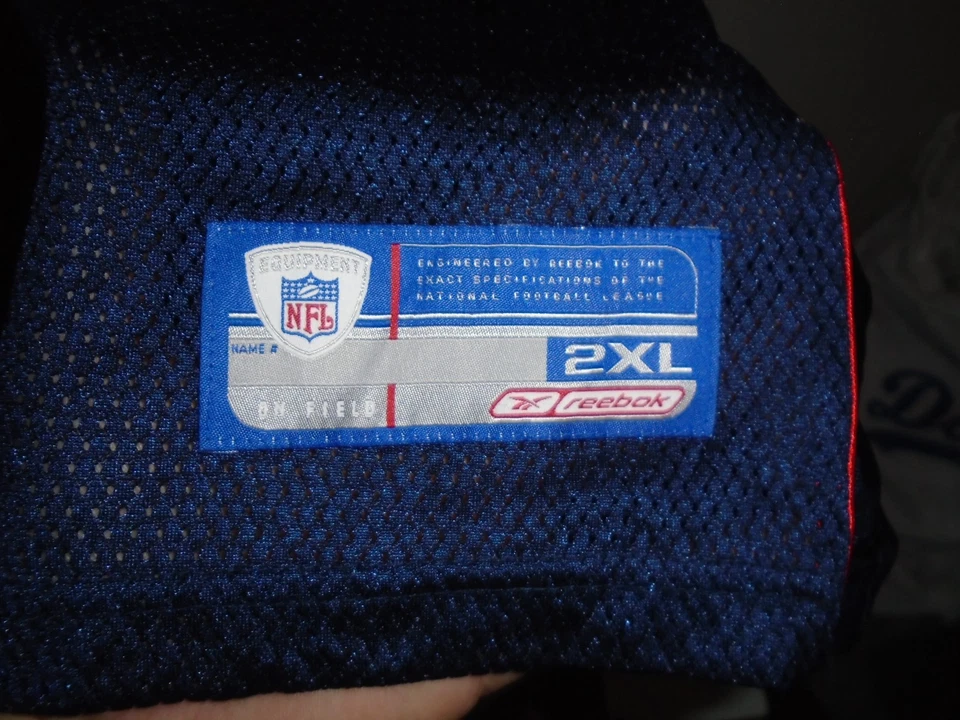 EQUIPMENT
NFL
ENGINEERED BY REEBOK TO THE
EXACT SPECIFICATIONS OF THE
NATIONAL FOOTBALL LEAGUE
NAME #
2XL
ON FIELD
reebok